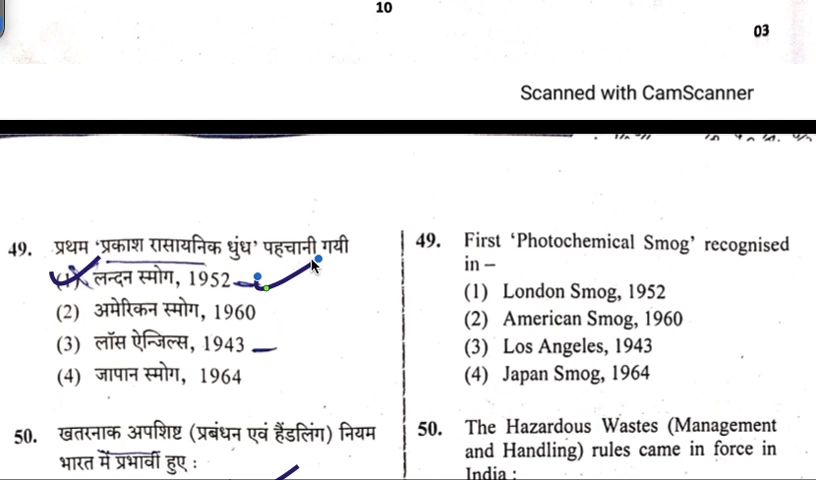 10
03
Scanned with CamScanner
49. प्रथम ‘प्रकाश रासायनिक धुंध’ पहचानी गयी
(1) लन्दन स्मोग, 1952
(2) अमेरिकन स्मोग, 1960
(3) लॉस ऐन्जिल्स, 1943
(4) जापान स्मोग, 1964
50. खतरनाक अपशिष्ट (प्रबंधन एवं हैंडलिंग) नियम
भारत में प्रभावी हुए :
49. First ‘Photochemical Smog’ recognised
in –
(1) London Smog, 1952
(2) American Smog, 1960
(3) Los Angeles, 1943
(4) Japan Smog, 1964
50. The Hazardous Wastes (Management
and Handling) rules came in force in
India :